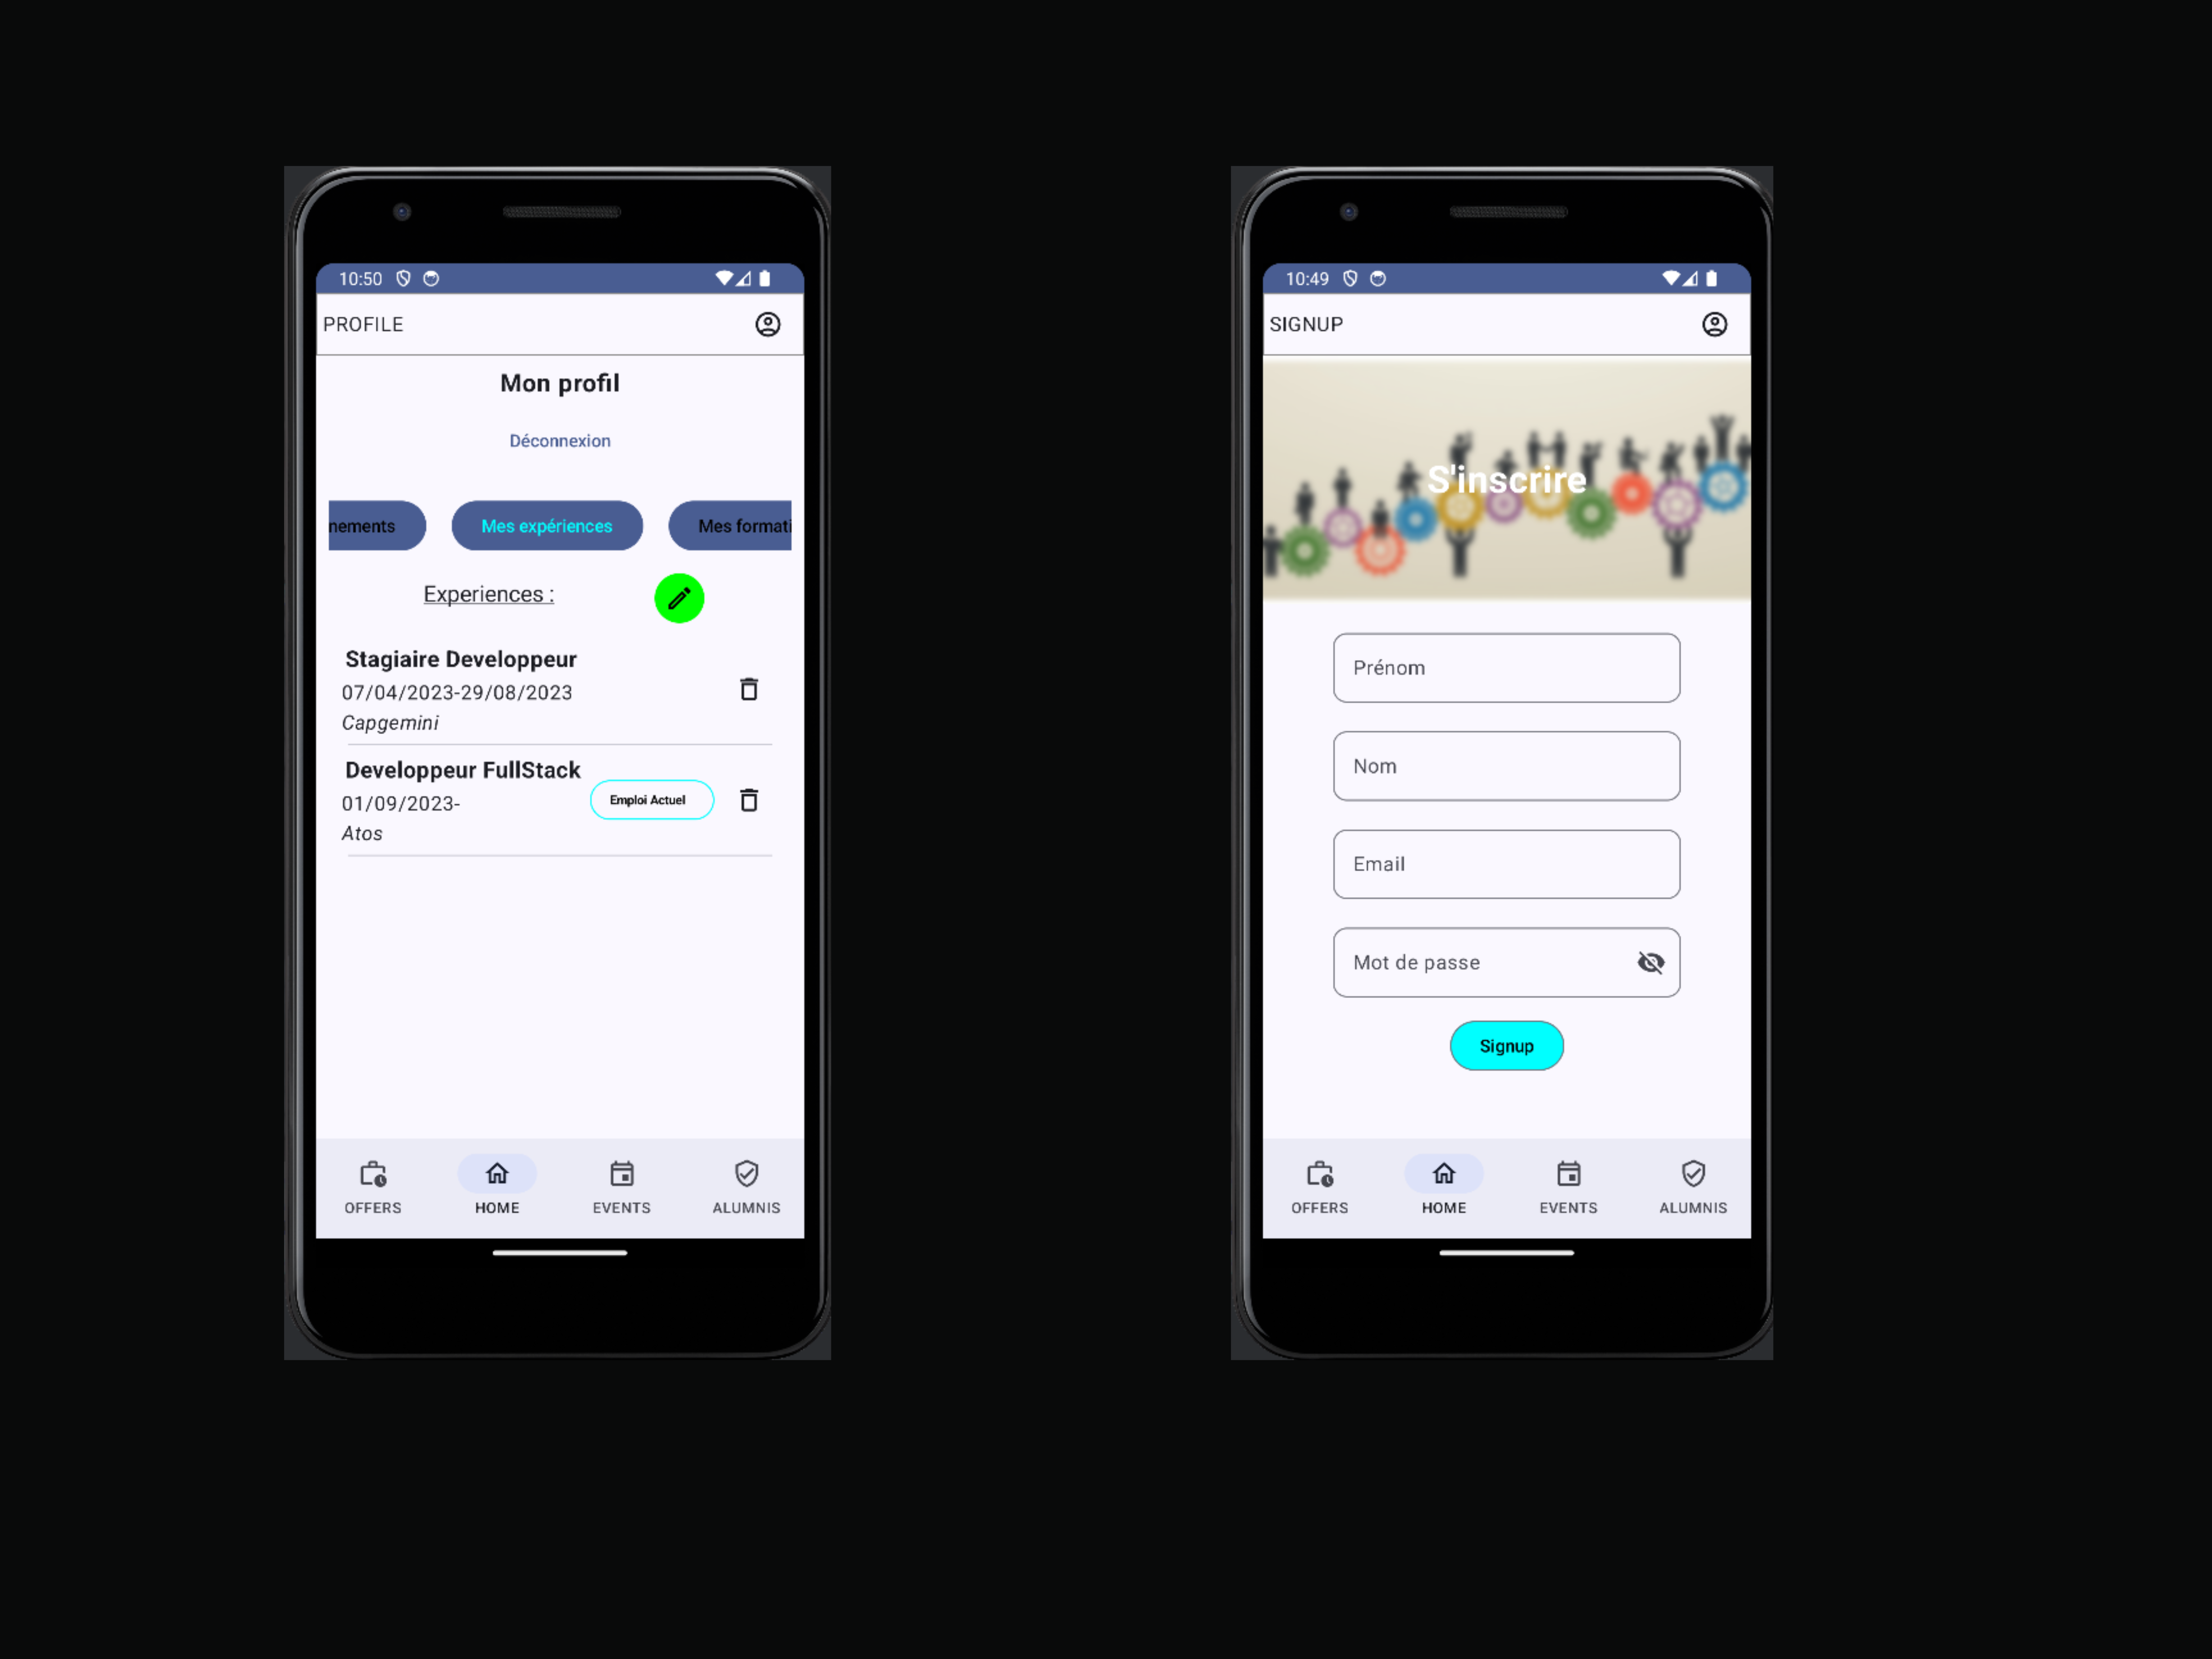 10:50
PROFILE
Mon profil
Déconnexion
nements
Mes expériences
Mes formati
Experiences :
Stagiaire Developpeur
07/04/2023-29/08/2023
Capgemini
Developpeur FullStack
01/09/2023-
Emploi Actuel
Atos
OFFERS
HOME
EVENTS
ALUMNIS
10:49
SIGNUP
S'inscrire
Prénom
Nom
Email
Mot de passe
Signup
OFFERS
HOME
EVENTS
ALUMNIS